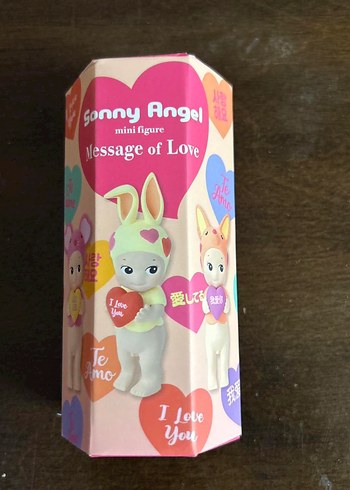 Sonny Angel
mini figure
Message of Love
Te
Amo
愛してる
I Love
You
Te
Amo
I Love
You